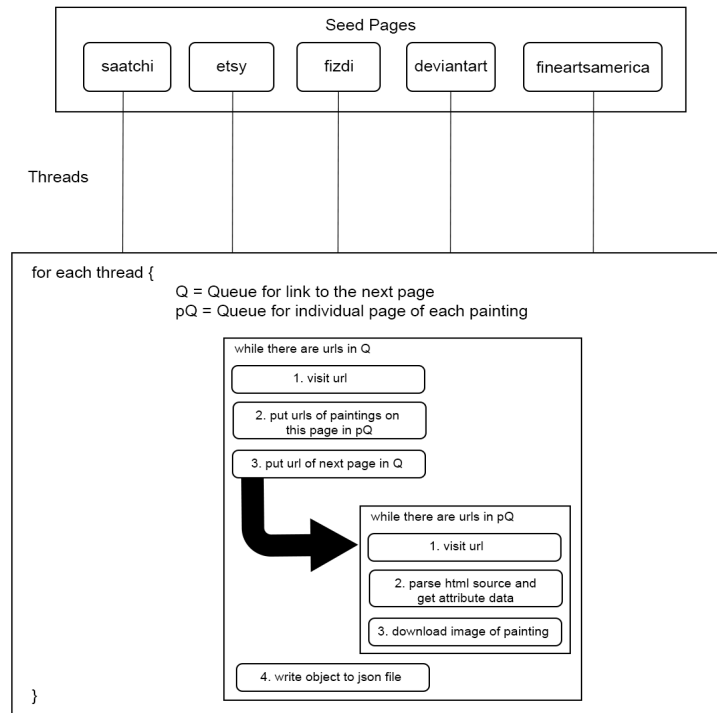 Seed Pages
saatchi
etsy
fizdi
deviantart
fineartsamerica
Threads
for each thread {
Q = Queue for link to the next page
pQ = Queue for individual page of each painting
while there are urls in Q
1. visit url
2. put urls of paintings on
this page in pQ
3. put url of next page in Q
while there are urls in pQ
1. visit url
2. parse html source and
get attribute data
3. download image of painting
4. write object to json file
}